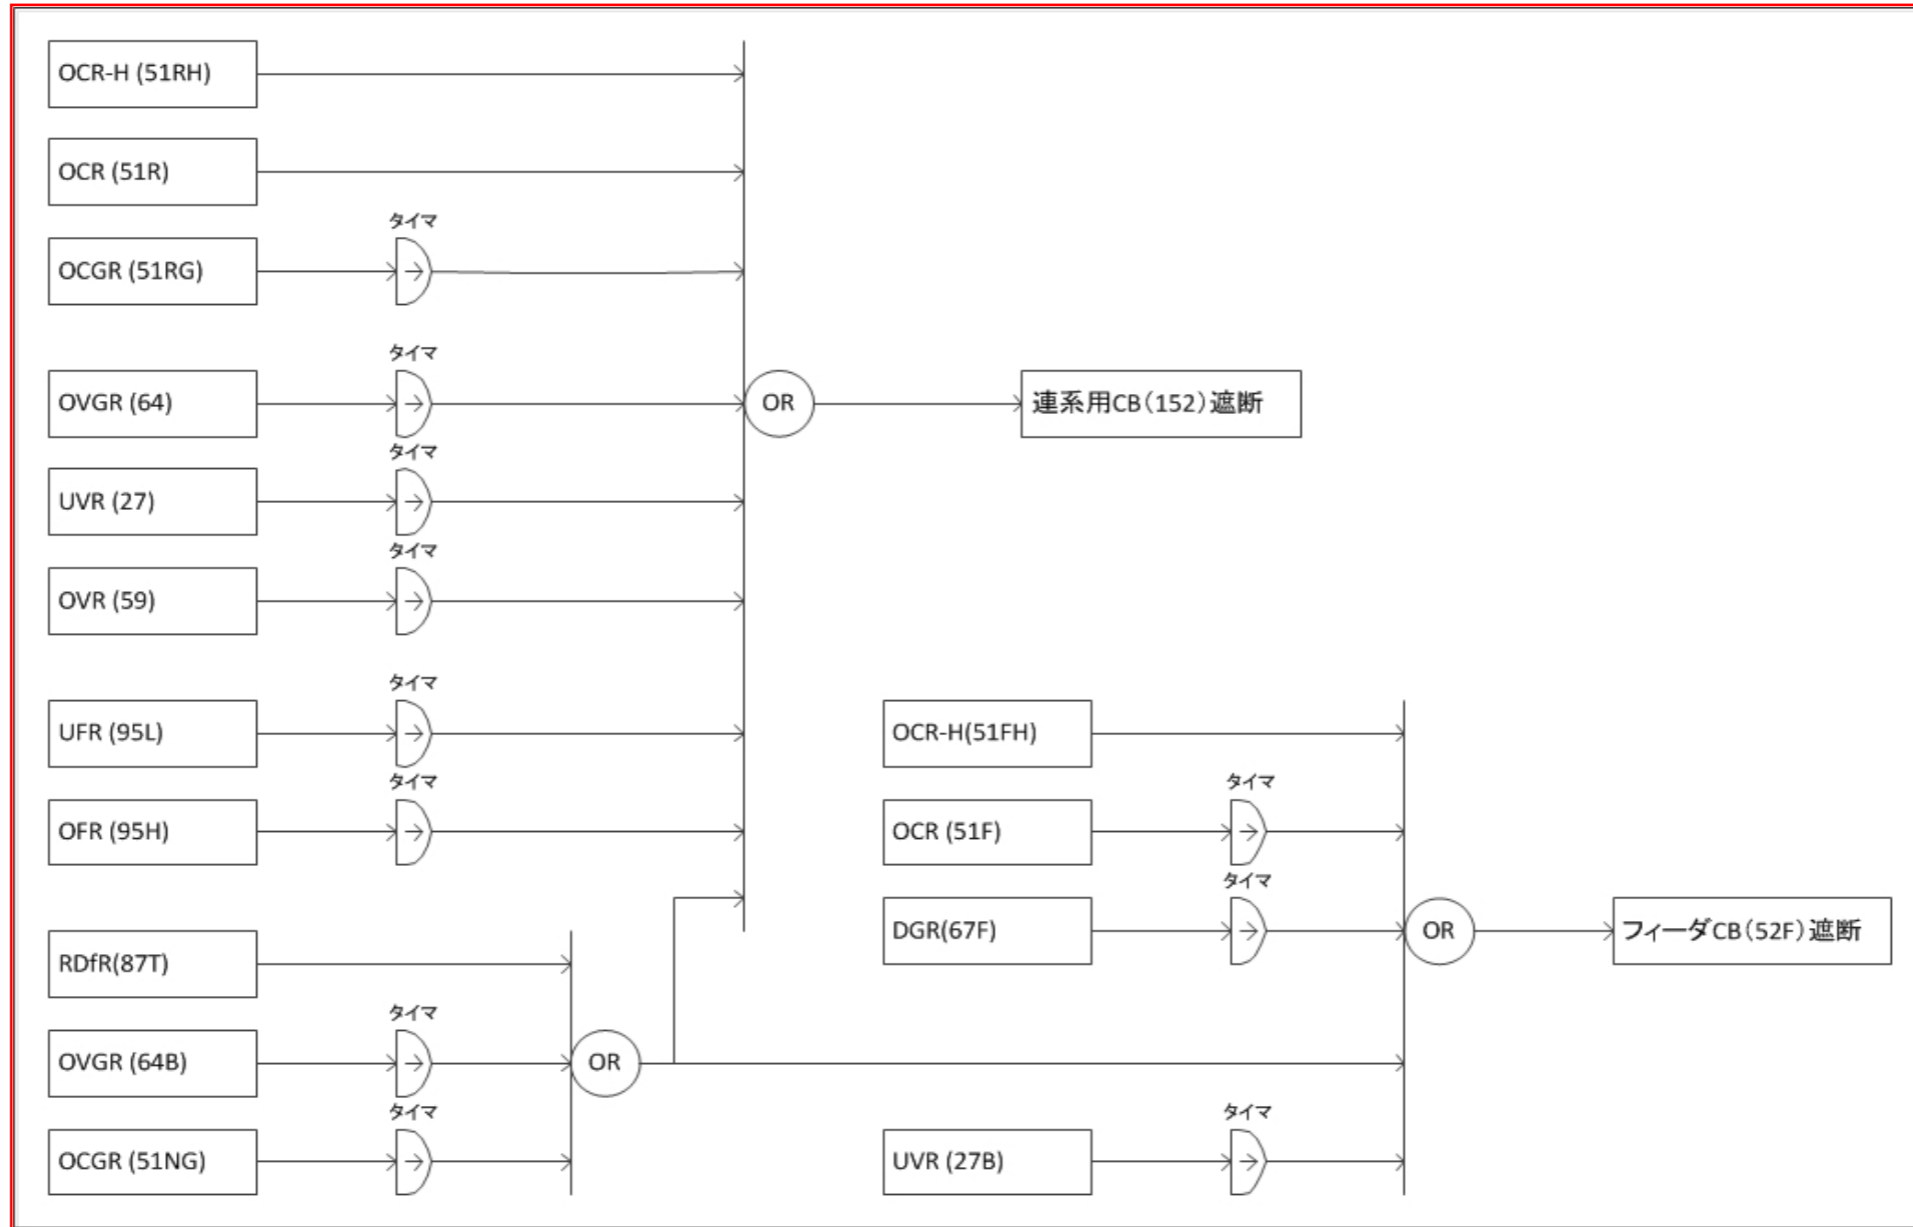 OCR-H (51RH)
OCR (51R)
タイマ
OCGR (51RG)
タイマ
OVGR (64)
OR
連系用CB(152)遮断
タイマ
UVR (27)
タイマ
OVR (59)
タイマ
UFR (95L)
タイマ
OFR (95H)
RDfR(87T)
タイマ
OVGR (64B)
OR
タイマ
OCGR (51NG)
OCR-H(51FH)
タイマ
OCR (51F)
タイマ
DGR(67F)
OR
フィーダCB(52F)遮断
タイマ
UVR (27B)